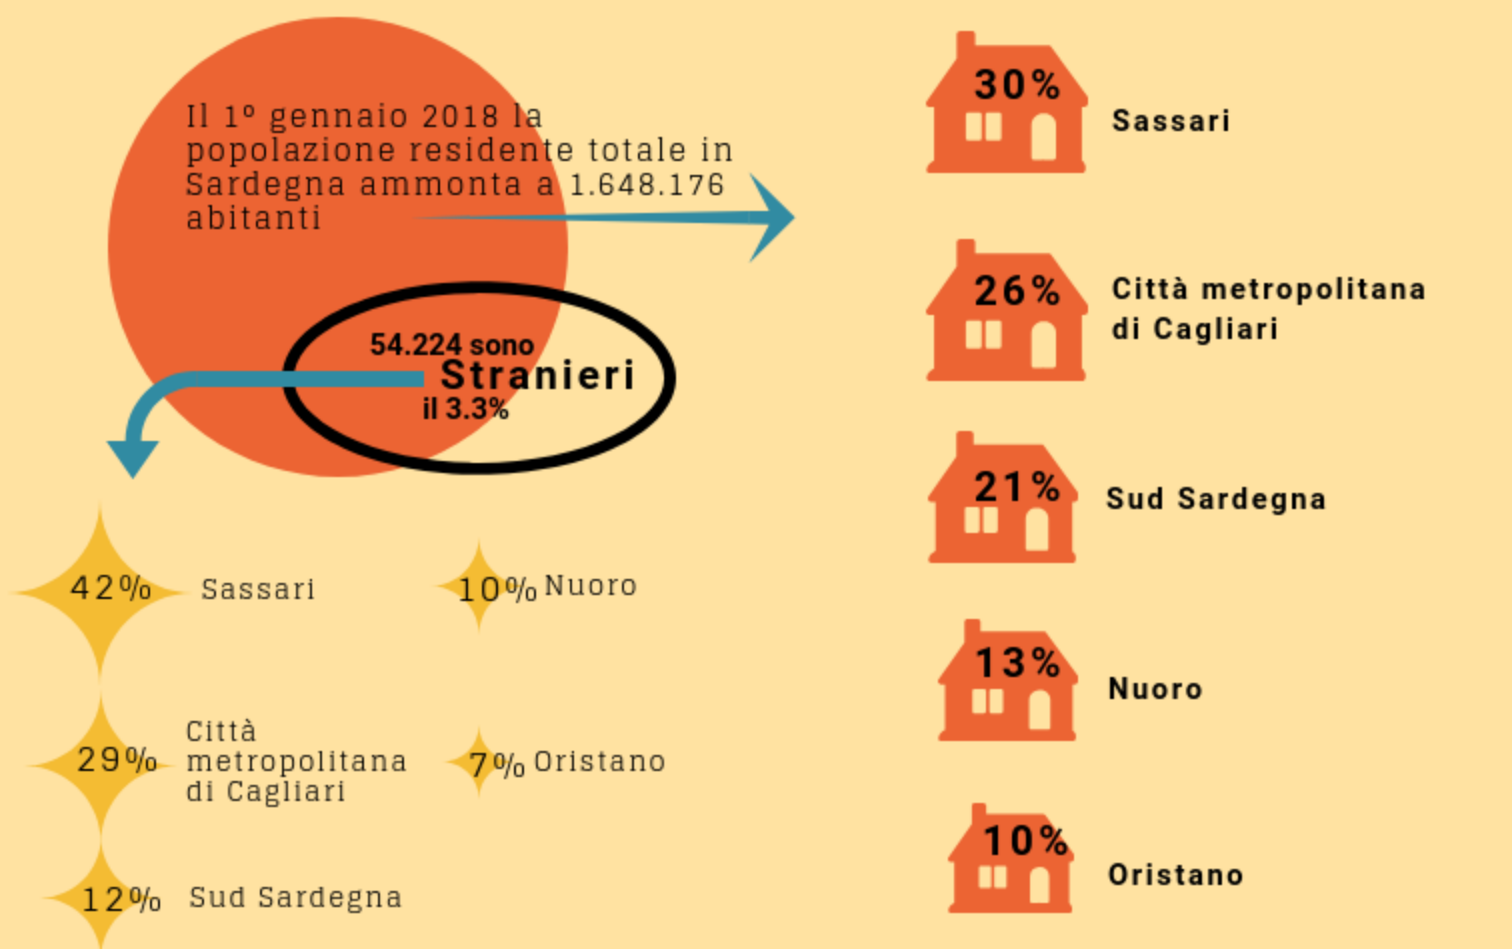 Il 1° gennaio 2018 la
popolazione residente totale in
Sardegna ammonta a 1.648.176
abitanti
54.224 sono
Stranieri
il 3.3%
30%
Sassari
26%
Città metropolitana
di Cagliari
21%
Sud Sardegna
13%
Nuoro
10%
Oristano
42%
Sassari
29%
Città
metropolitana
di Cagliari
12%
Sud Sardegna
10%
Nuoro
7%
Oristano